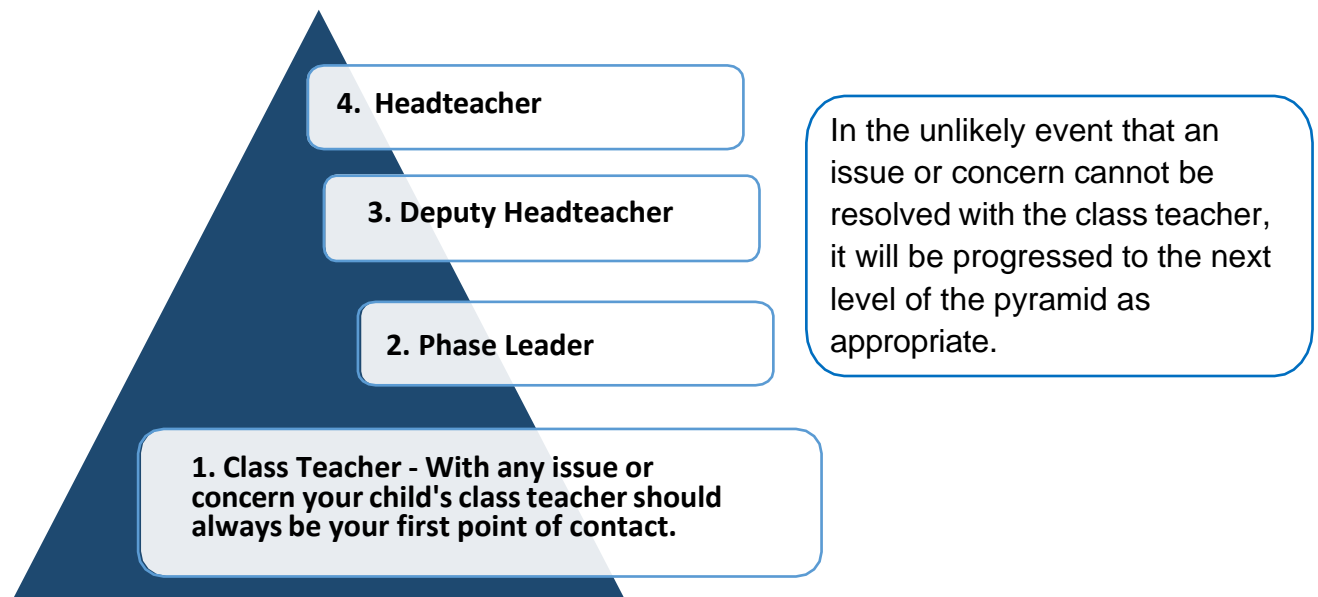 4. Headteacher
3. Deputy Headteacher
2. Phase Leader
1. Class Teacher - With any issue or
concern your child's class teacher should
always be your first point of contact.
In the unlikely event that an
issue or concern cannot be
resolved with the class teacher,
it will be progressed to the next
level of the pyramid as
appropriate.